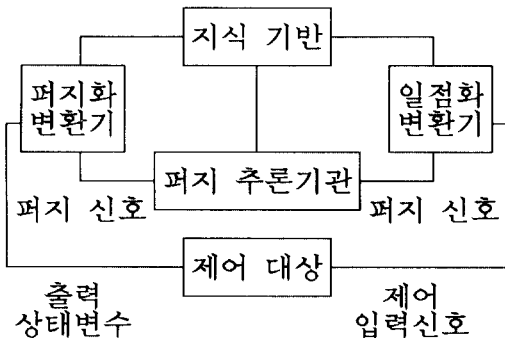 지식 기반
퍼지화
변환기
일점화
변환기
퍼지 추론기관
퍼지 신호
퍼지 신호
제어 대상
출력
상태변수
제어
입력신호